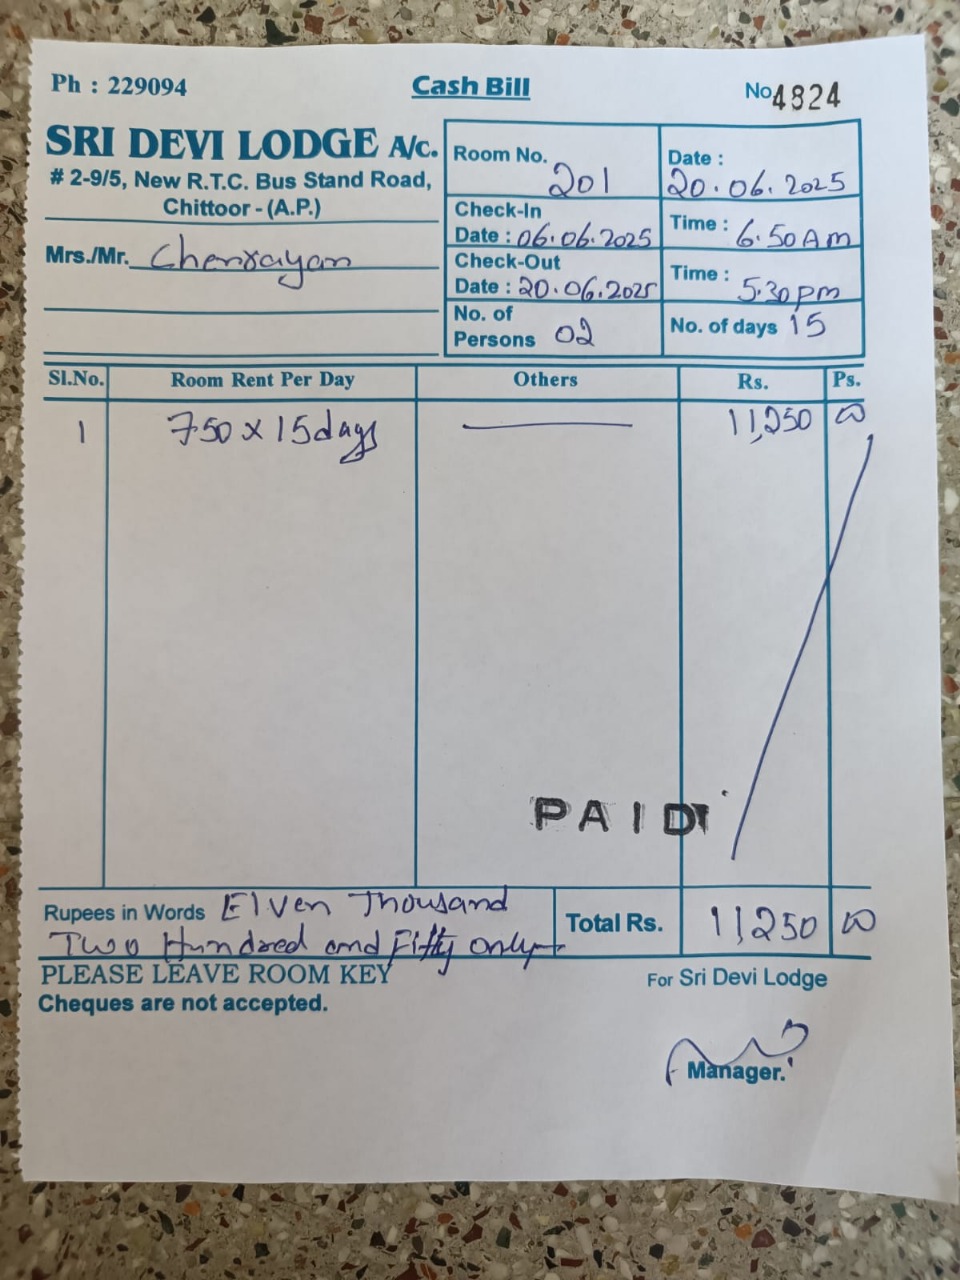 Ph : 229094
Cash Bill
No 4824
SRI DEVI LODGE A/c.
# 2-9/5, New R.T.C. Bus Stand Road,
Chittoor - (A.P.)
Mrs./Mr. Chenrayan
Room No. 201
Date : 20.06.2025
Check-In Date : 06.06.2025
Time : 6.50 AM
Check-Out Date : 20.06.2025
Time : 5.30 pm
No. of Persons 02
No. of days 15
Sl.No. Room Rent Per Day Others Rs. Ps.
1 750 x 15 days 11,250 00
PAID
Rupees in Words Elven Thousand
Two Hundred and Fifty only
Total Rs. 11,250 00
PLEASE LEAVE ROOM KEY
For Sri Devi Lodge
Cheques are not accepted.
Manager.